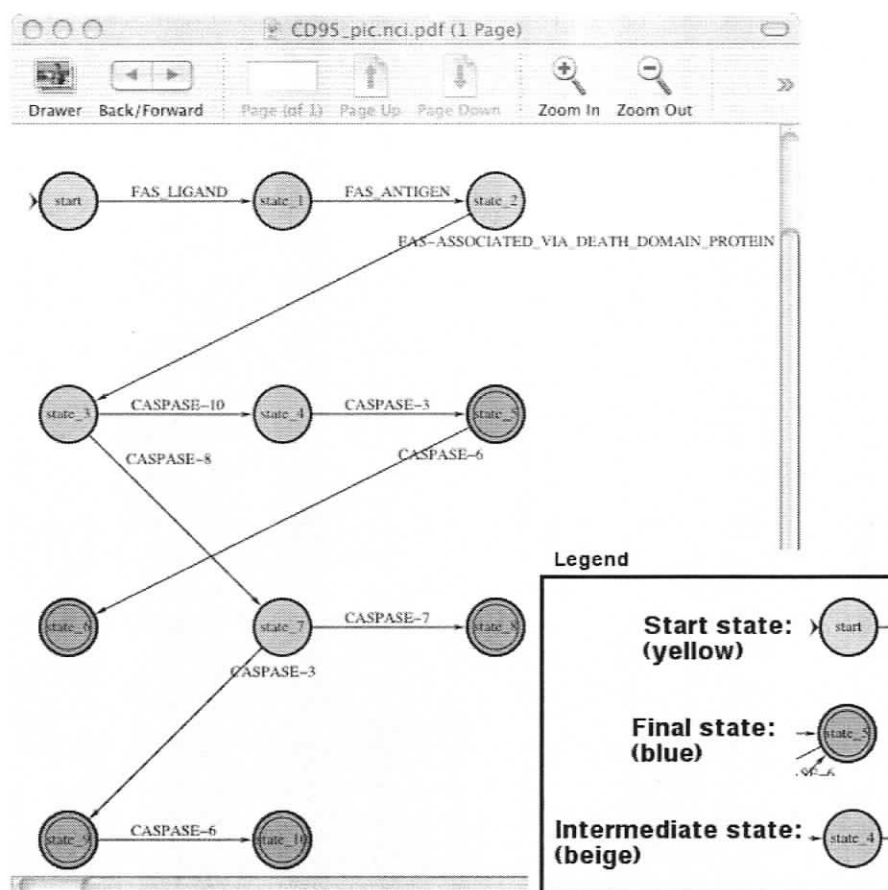 CD95_pic.nci.pdf (1 Page)
Drawer Back/Forward Page (of 1) Page Up Page Down Zoom In Zoom Out
start FAS_LIGAND state_1 FAS_ANTIGEN state_2
FAS-ASSOCIATED_VIA_DEATH_DOMAIN_PROTEIN
state_3 CASPASE-10 state_4 CASPASE-3 state_5
CASPASE-8 CASPASE-6
state_6 state_7 CASPASE-7 state_8
CASPASE-3
state_9 CASPASE-6 state_10
Legend
Start state: start
(yellow)
Final state: state_5
(blue)
Intermediate state: state_4
(beige)